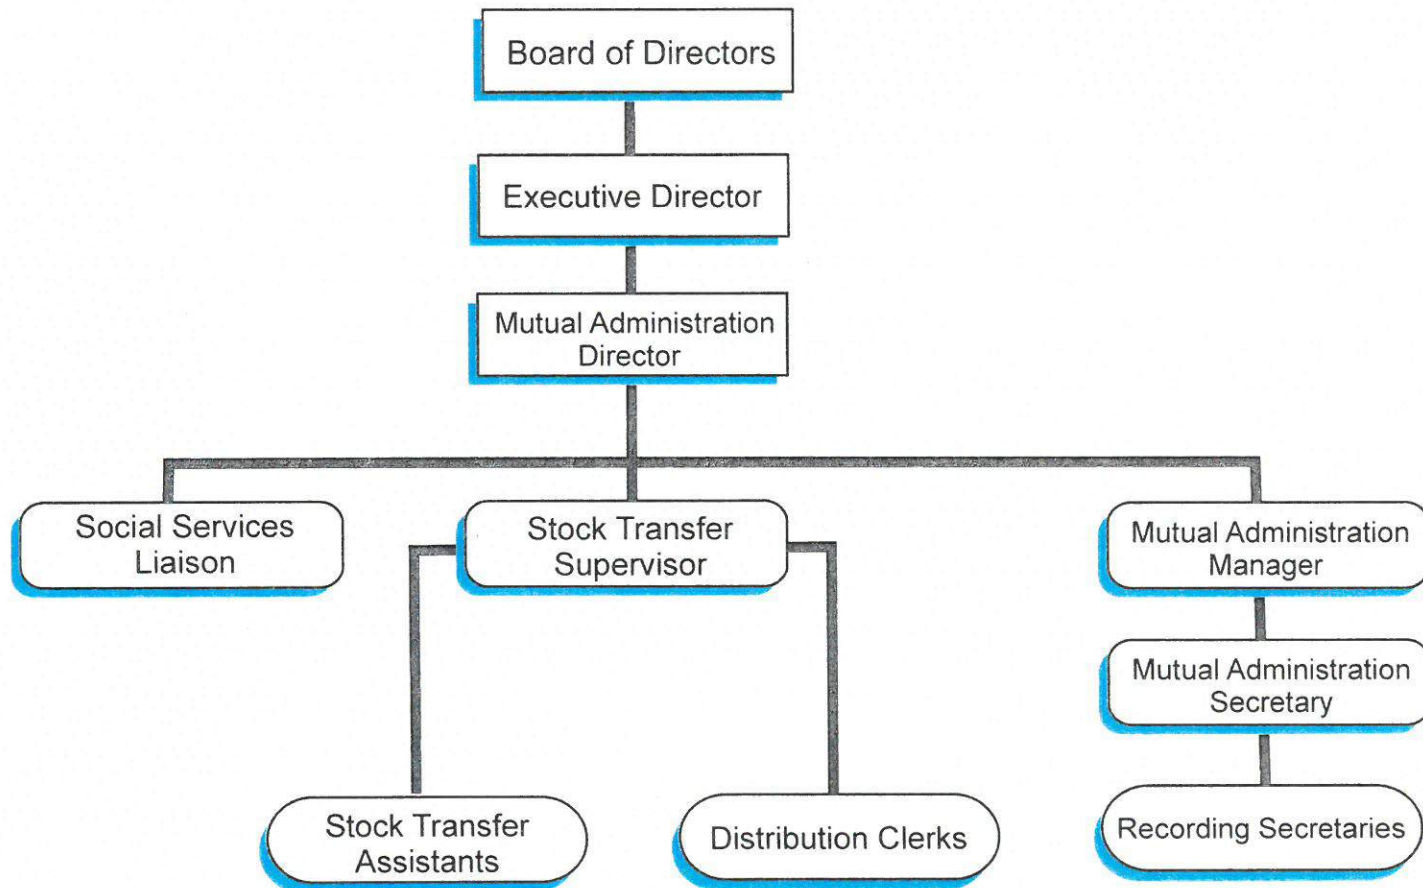 Board of Directors
Executive Director
Mutual Administration
Director
Social Services
Liaison
Stock Transfer
Supervisor
Mutual Administration
Manager
Mutual Administration
Secretary
Stock Transfer
Assistants
Distribution Clerks
Recording Secretaries